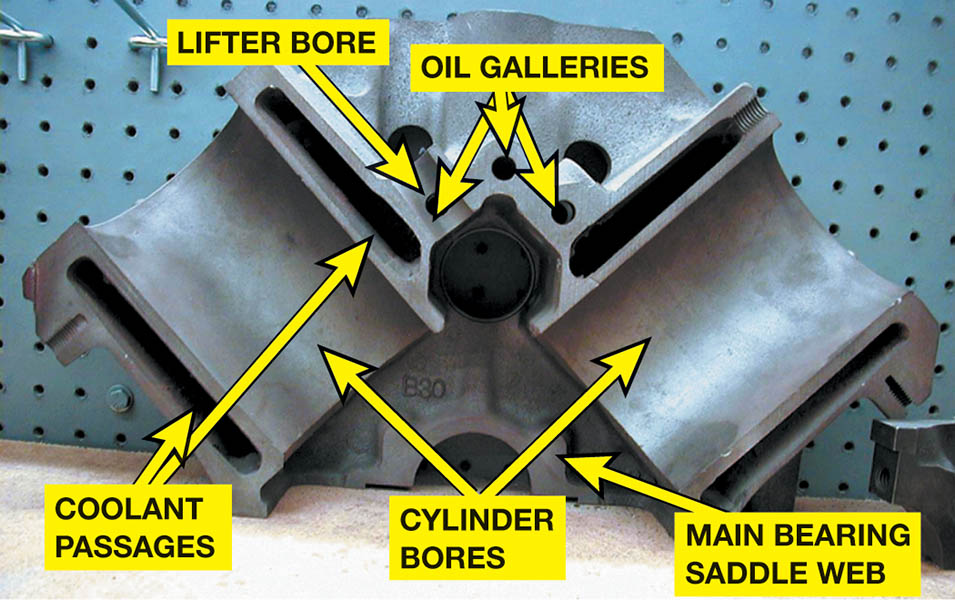 LIFTER BORE
OIL GALLERIES
B30
COOLANT
PASSAGES
CYLINDER
BORES
MAIN BEARING
SADDLE WEB